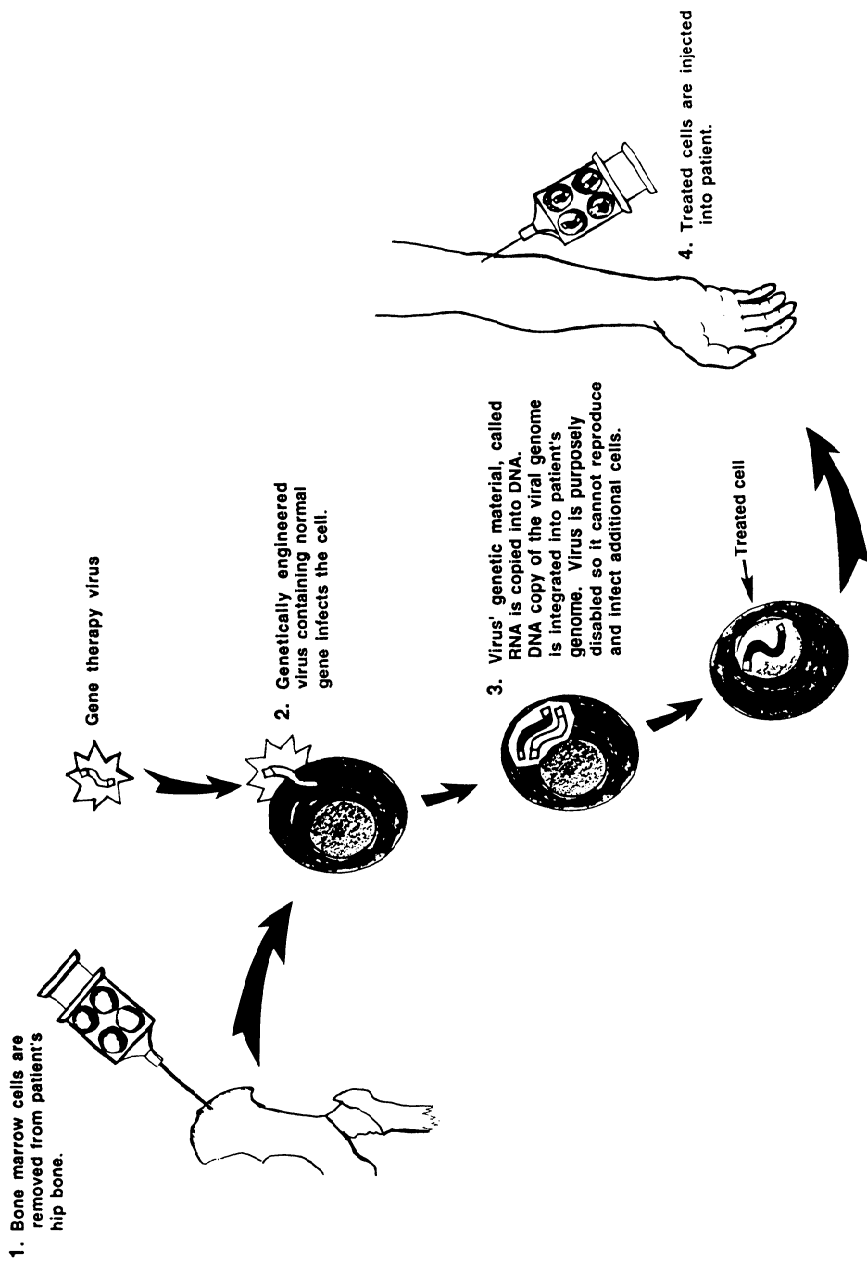 1. Bone marrow cells are
removed from patient's
hip bone.
Gene therapy virus
2. Genetically engineered
virus containing normal
gene infects the cell.
3. Virus' genetic material, called
RNA is copied into DNA.
DNA copy of the viral genome
is integrated into patient's
genome. Virus is purposely
disabled so it cannot reproduce
and infect additional cells.
Treated cell
4. Treated cells are injected
into patient.